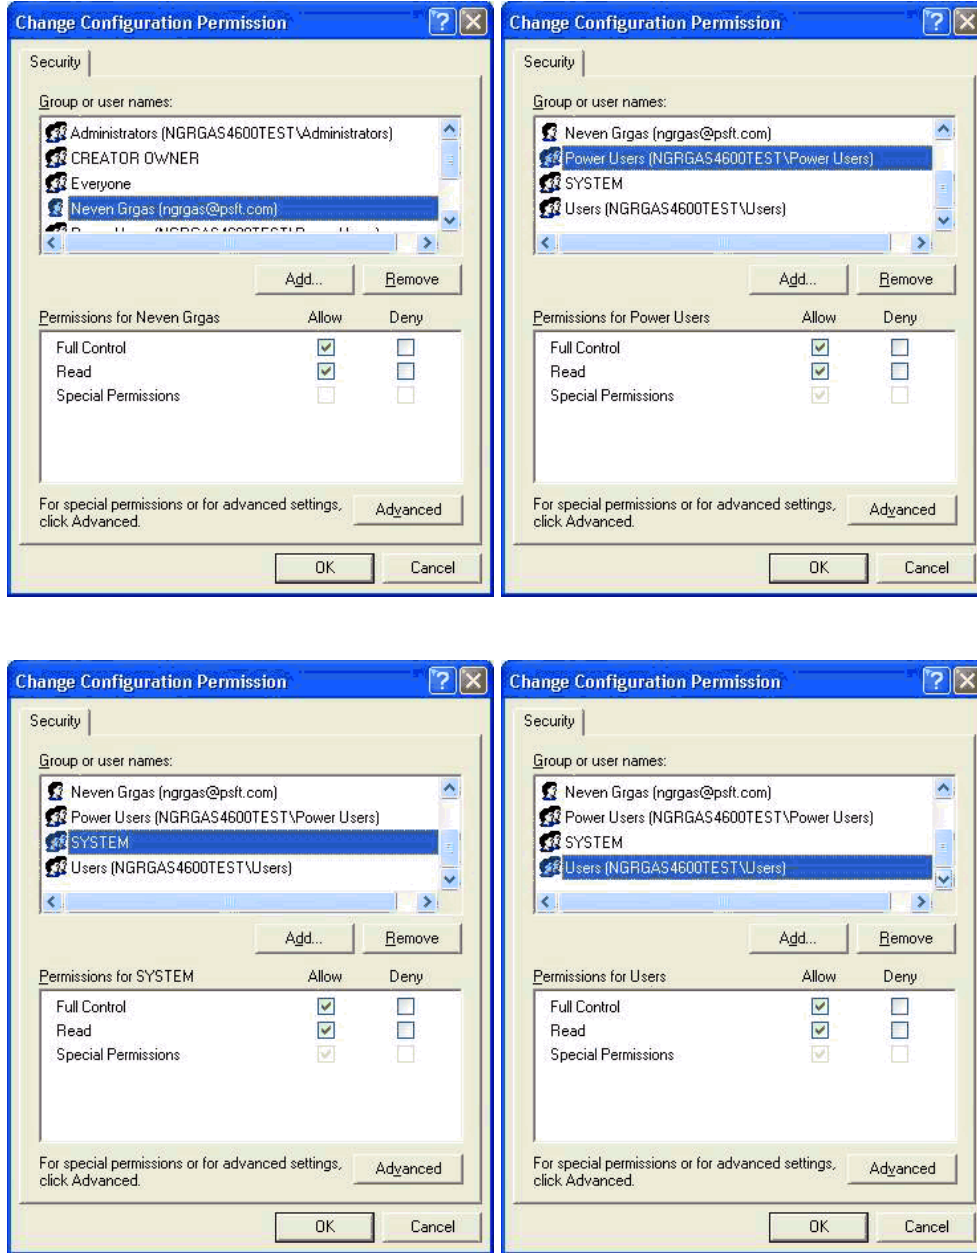 Change Configuration Permission
Security
Group or user names:
Administrators (NGRGAS4600TEST\Administrators)
CREATOR OWNER
Everyone
Neven Grgas (ngrgas@psft.com)
Add...
Remove
Permissions for Neven Grgas
Allow
Deny
Full Control
Read
Special Permissions
For special permissions or for advanced settings,
click Advanced.
Advanced
OK
Cancel
Change Configuration Permission
Security
Group or user names:
Neven Grgas (ngrgas@psft.com)
Power Users (NGRGAS4600TEST\Power Users)
SYSTEM
Users (NGRGAS4600TEST\Users)
Add...
Remove
Permissions for Power Users
Allow
Deny
Full Control
Read
Special Permissions
For special permissions or for advanced settings,
click Advanced.
Advanced
OK
Cancel
Change Configuration Permission
Security
Group or user names:
Neven Grgas (ngrgas@psft.com)
Power Users (NGRGAS4600TEST\Power Users)
SYSTEM
Users (NGRGAS4600TEST\Users)
Add...
Remove
Permissions for SYSTEM
Allow
Deny
Full Control
Read
Special Permissions
For special permissions or for advanced settings,
click Advanced.
Advanced
OK
Cancel
Change Configuration Permission
Security
Group or user names:
Neven Grgas (ngrgas@psft.com)
Power Users (NGRGAS4600TEST\Power Users)
SYSTEM
Users (NGRGAS4600TEST\Users)
Add...
Remove
Permissions for Users
Allow
Deny
Full Control
Read
Special Permissions
For special permissions or for advanced settings,
click Advanced.
Advanced
OK
Cancel